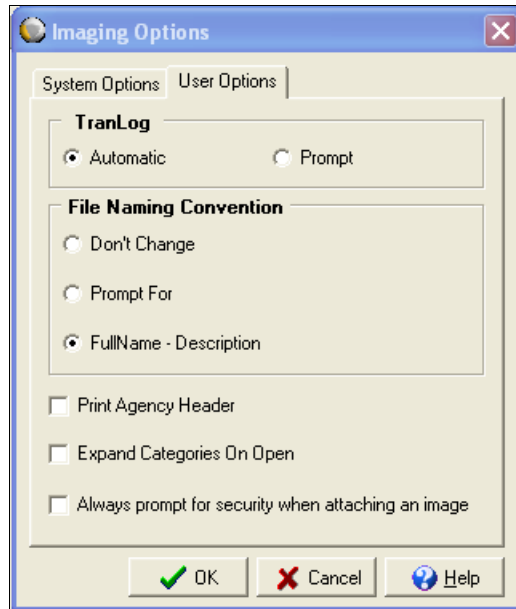 Imaging Options
System Options User Options
TranLog
Automatic Prompt
File Naming Convention
Don't Change
Prompt For
FullName - Description
Print Agency Header
Expand Categories On Open
Always prompt for security when attaching an image
OK Cancel Help